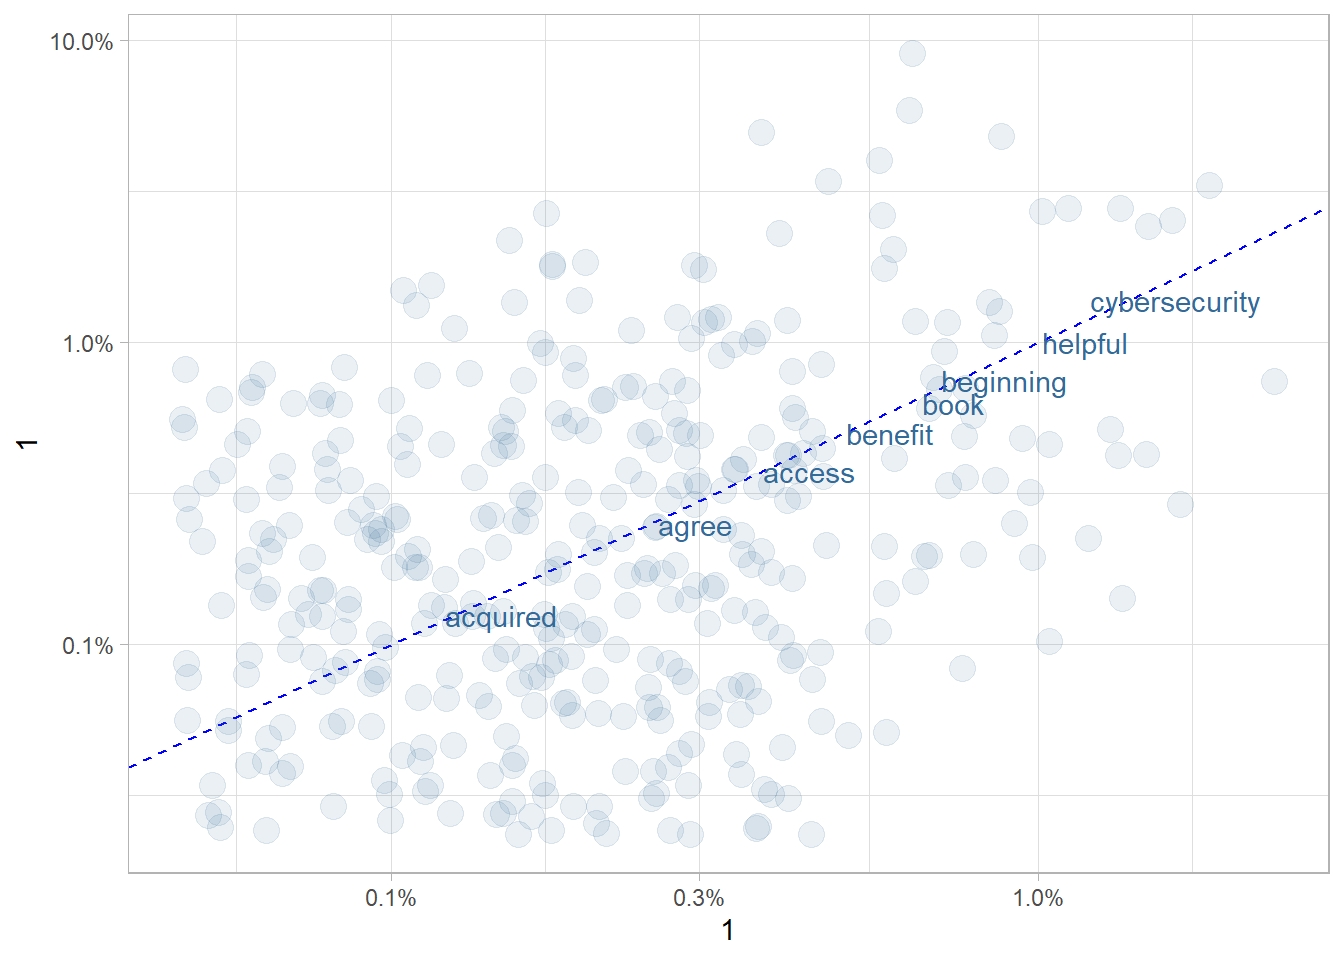 10.0%
cybersecurity
1.0%
helpful
beginning
book
1
benefit
access
agree
acquired
0.1%
0.1%
0.3%
1.0%
1